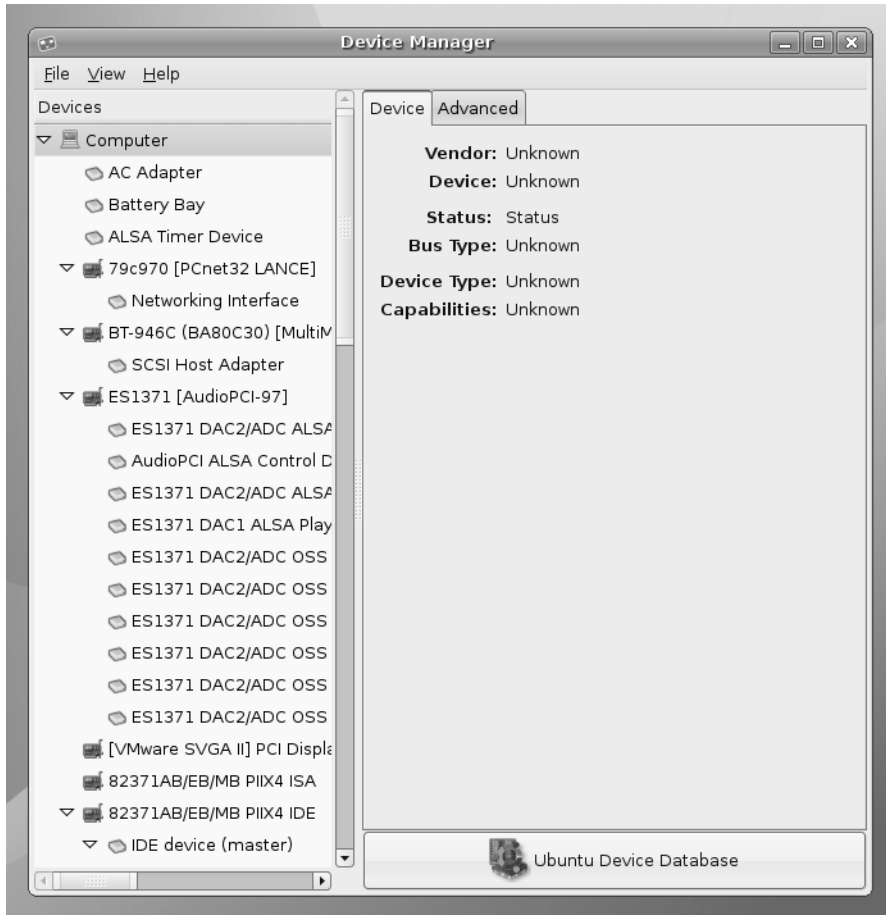 Device Manager
File View Help
Devices
Computer
AC Adapter
Battery Bay
ALSA Timer Device
79c970 [PCnet32 LANCE]
Networking Interface
BT-946C (BA80C30) [MultiM
SCSI Host Adapter
ES1371 [AudioPCI-97]
ES1371 DAC2/ADC ALSA
AudioPCI ALSA Control D
ES1371 DAC2/ADC ALSA
ES1371 DAC1 ALSA Play
ES1371 DAC2/ADC OSS
ES1371 DAC2/ADC OSS
ES1371 DAC2/ADC OSS
ES1371 DAC2/ADC OSS
ES1371 DAC2/ADC OSS
ES1371 DAC2/ADC OSS
[VMware SVGA II] PCI Displa
82371AB/EB/MB PIIX4 ISA
82371AB/EB/MB PIIX4 IDE
IDE device (master)
Device Advanced
Vendor: Unknown
Device: Unknown
Status: Status
Bus Type: Unknown
Device Type: Unknown
Capabilities: Unknown
Ubuntu Device Database